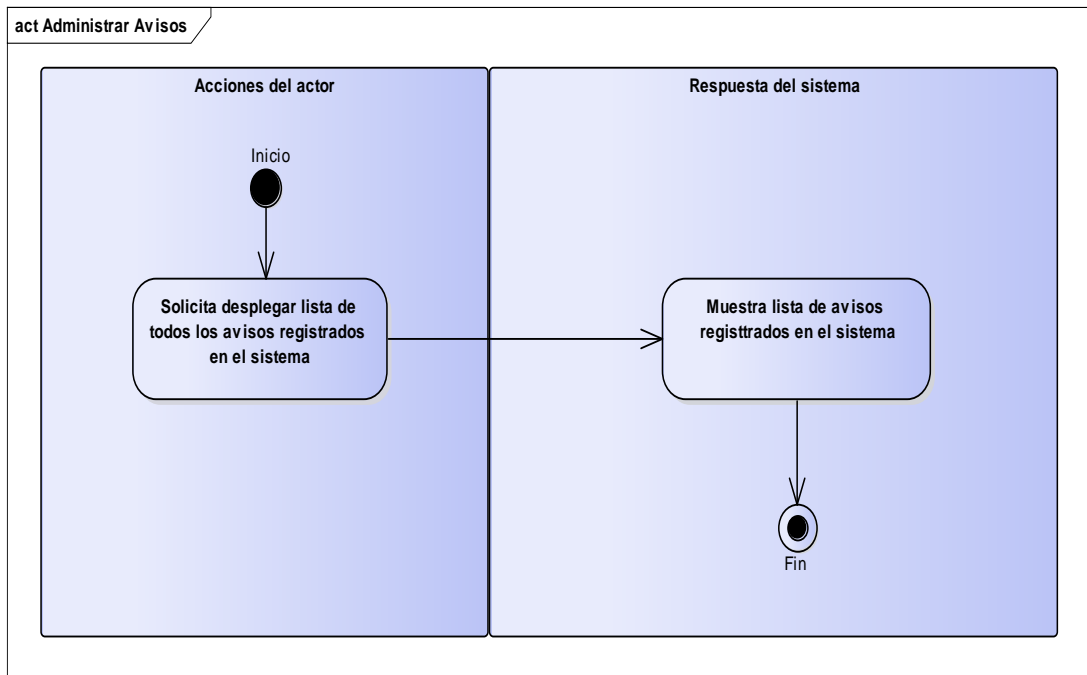 act Administrar Avisos
Acciones del actor
Respuesta del sistema
Inicio
Solicita desplegar lista de
todos los avisos registrados
en el sistema
Muestra lista de avisos
registtrados en el sistema
Fin